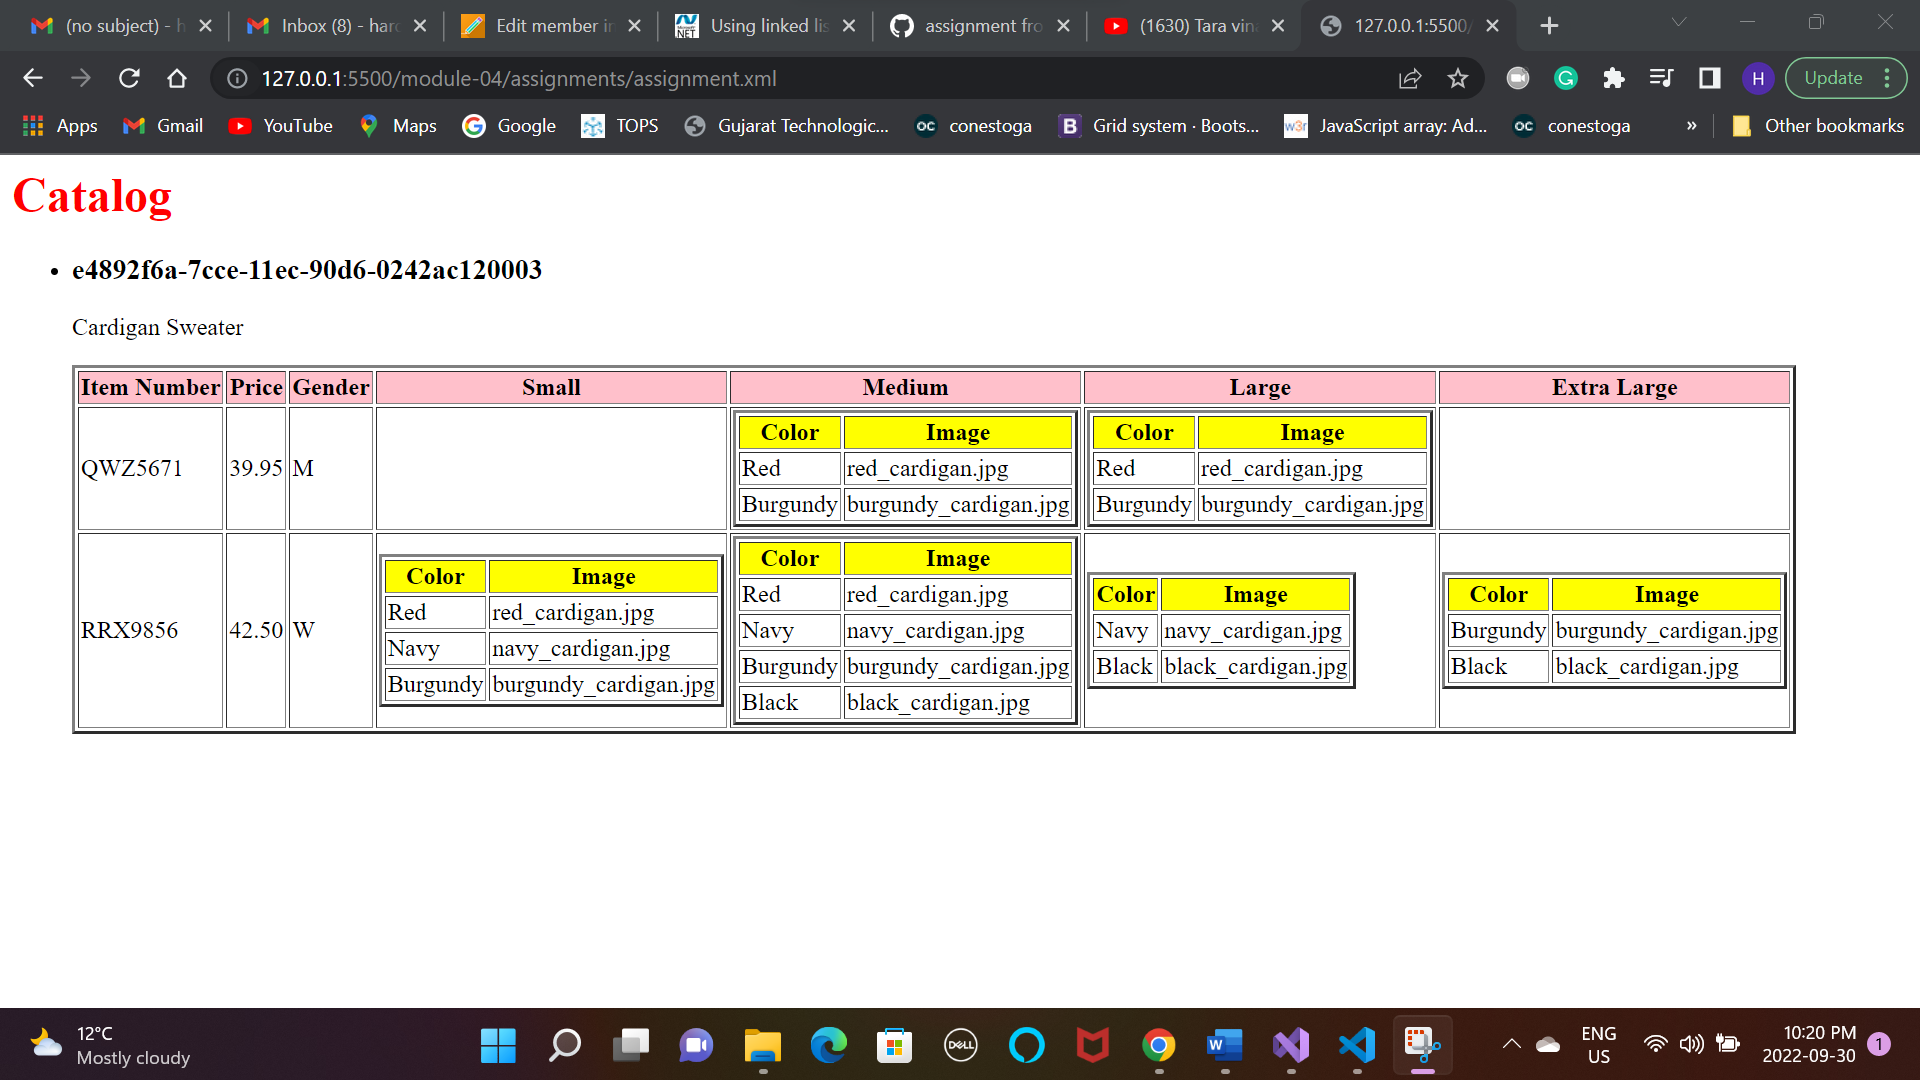 (no subject) - h
Inbox (8) - hard
Edit member in
Using linked lis
assignment fro
(1630) Tara vina
127.0.0.1:5500/
127.0.0.1:5500/module-04/assignments/assignment.xml
H
Update
Apps
Gmail
YouTube
Maps
Google
TOPS
Gujarat Technologic...
conestoga
Grid system · Boots...
JavaScript array: Ad...
conestoga
»
Other bookmarks
Catalog
• e4892f6a-7cce-11ec-90d6-0242ac120003
Cardigan Sweater
Item Number Price Gender Small Medium Large Extra Large
QWZ5671 39.95 M
Color Image
Red red_cardigan.jpg
Burgundy burgundy_cardigan.jpg
Color Image
Red red_cardigan.jpg
Burgundy burgundy_cardigan.jpg
RRX9856 42.50 W
Color Image
Red red_cardigan.jpg
Navy navy_cardigan.jpg
Burgundy burgundy_cardigan.jpg
Color Image
Red red_cardigan.jpg
Navy navy_cardigan.jpg
Burgundy burgundy_cardigan.jpg
Black black_cardigan.jpg
Color Image
Navy navy_cardigan.jpg
Black black_cardigan.jpg
Color Image
Burgundy burgundy_cardigan.jpg
Black black_cardigan.jpg
12°C
Mostly cloudy
DELL
ENG
US
10:20 PM
2022-09-30
1